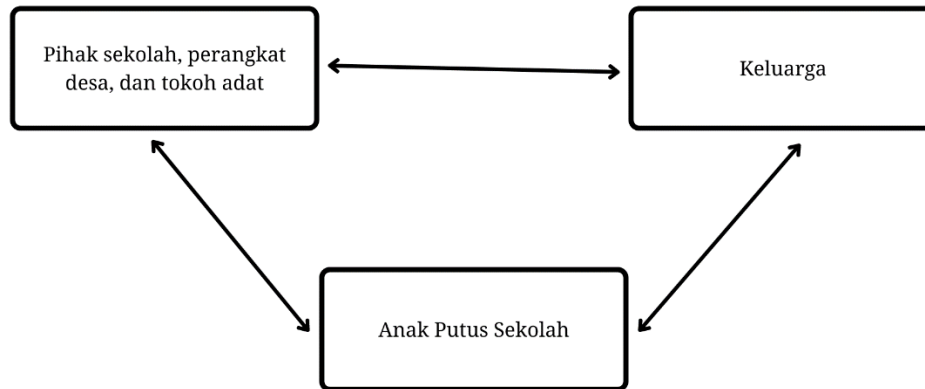 Pihak sekolah, perangkat
desa, dan tokoh adat
Keluarga
Anak Putus Sekolah